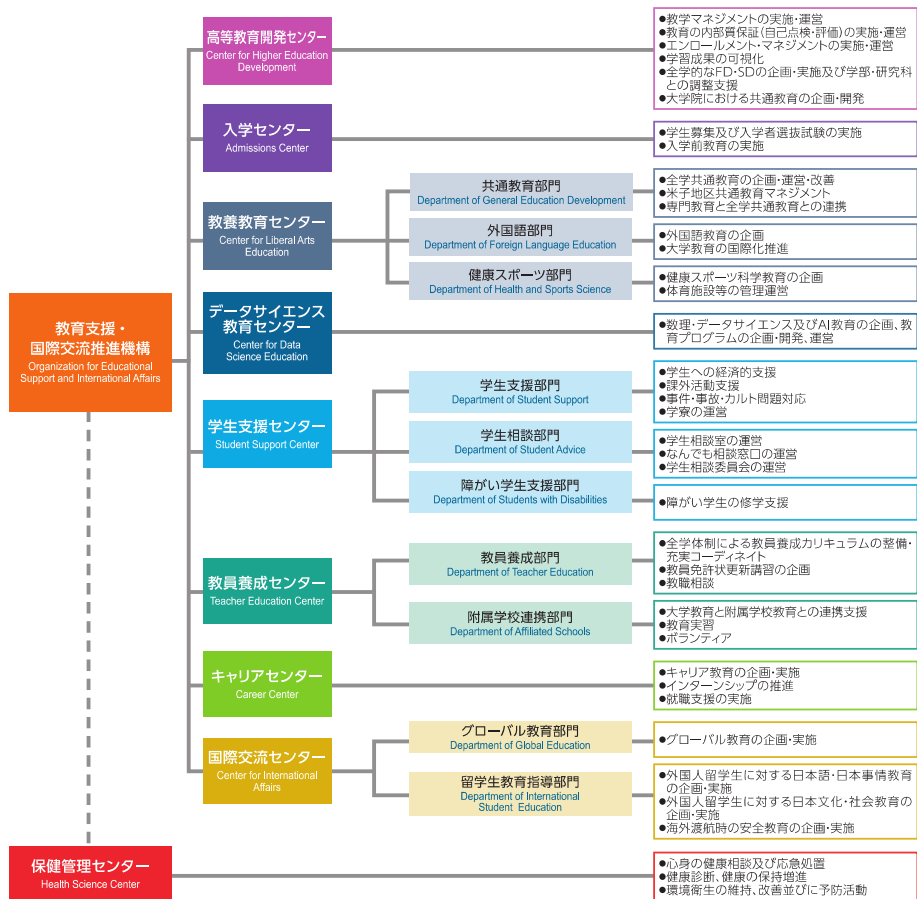 教育支援・
国際交流推進機構
Organization for Educational
Support and International Affairs
高等教育開発センター
Center for Higher Education
Development
●教学マネジメントの実施・運営
●教育の内部質保証(自己点検・評価)の実施・運営
●エンロールメント・マネジメントの実施・運営
●学習成果の可視化
●全学的なFD・SDの企画・実施及び学部・研究科
との調整支援
●大学院における共通教育の企画・開発
入学センター
Admissions Center
●学生募集及び入学者選抜試験の実施
●入学前教育の実施
教養教育センター
Center for Liberal Arts
Education
共通教育部門
Department of General Education Development
●全学共通教育の企画・運営・改善
●米子地区共通教育マネジメント
●専門教育と全学共通教育との連携
外国語部門
Department of Foreign Language Education
●外国語教育の企画
●大学教育の国際化推進
健康スポーツ部門
Department of Health and Sports Science
●健康スポーツ科学教育の企画
●体育施設等の管理運営
データサイエンス
教育センター
Center for Data
Science Education
●数理・データサイエンス及びAI教育の企画、教
育プログラムの企画・開発、運営
学生支援センター
Student Support Center
学生支援部門
Department of Student Support
●学生への経済的支援
●課外活動支援
●事件・事故・カルト問題対応
●学寮の運営
学生相談部門
Department of Student Advice
●学生相談室の運営
●なんでも相談窓口の運営
●学生相談委員会の運営
障がい学生支援部門
Department of Students with Disabilities
●障がい学生の修学支援
教員養成センター
Teacher Education Center
教員養成部門
Department of Teacher Education
●全学体制による教員養成カリキュラムの整備・
充実コーディネイト
●教員免許状更新講習の企画
●教職相談
附属学校連携部門
Department of Affiliated Schools
●大学教育と附属学校教育との連携支援
●教育実習
●ボランティア
キャリアセンター
Career Center
●キャリア教育の企画・実施
●インターンシップの推進
●就職支援の実施
国際交流センター
Center for International
Affairs
グローバル教育部門
Department of Global Education
●グローバル教育の企画・実施
留学生教育指導部門
Department of International
Student Education
●外国人留学生に対する日本語・日本事情教育
の企画・実施
●外国人留学生に対する日本文化・社会教育の
企画・実施
●海外渡航時の安全教育の企画・実施
保健管理センター
Health Science Center
●心身の健康相談及び応急処置
●健康診断、健康の保持増進
●環境衛生の維持、改善並びに予防活動